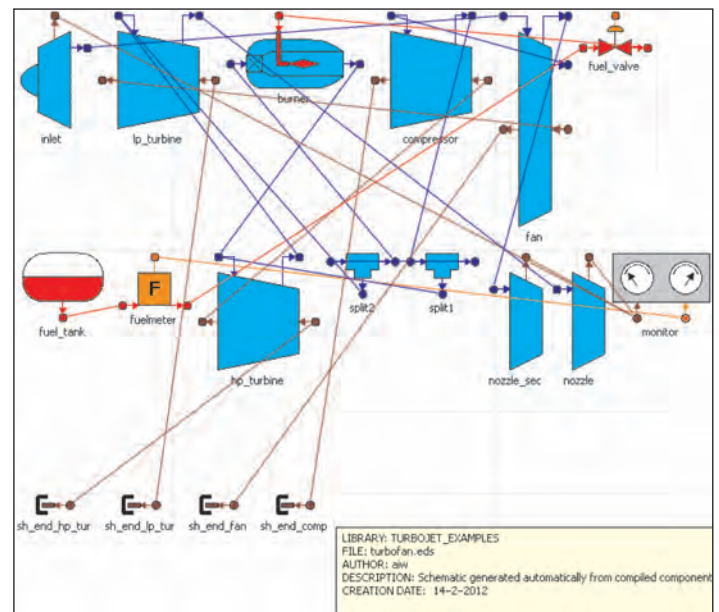 inlet
lp_turbine
burner
compressor
fan
fuel_valve
fuel_tank
F
fuelmeter
hp_turbine
split2
split1
nozzle_sec
nozzle
monitor
sh_end_hp_tur
sh_end_lp_tur
sh_end_fan
sh_end_comp
LIBRARY: TURBOJET_EXAMPLES
FILE: turbofan.eds
AUTHOR: aiw
DESCRIPTION: Schematic generated automatically from compiled component
CREATION DATE: 14-2-2012